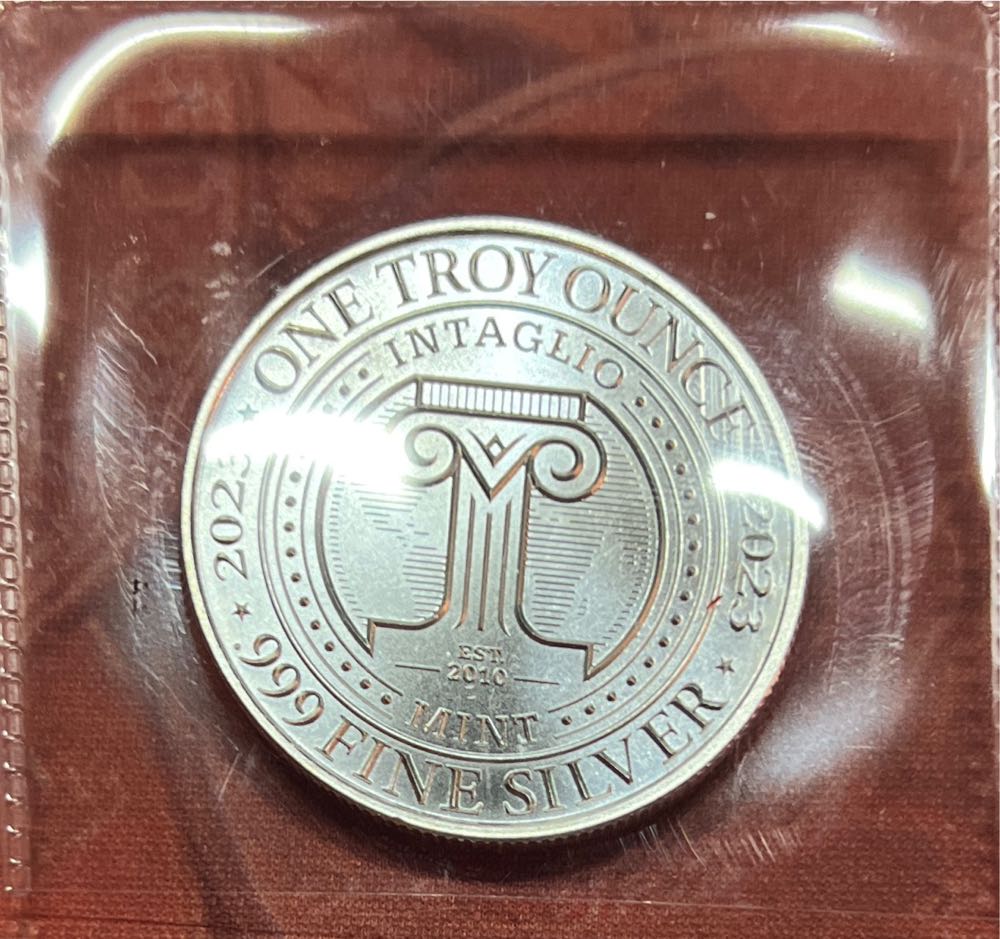 ONE TROY OUNCE
INTAGLIO
2023
2023
EST.
2010
MINT
.999 FINE SILVER